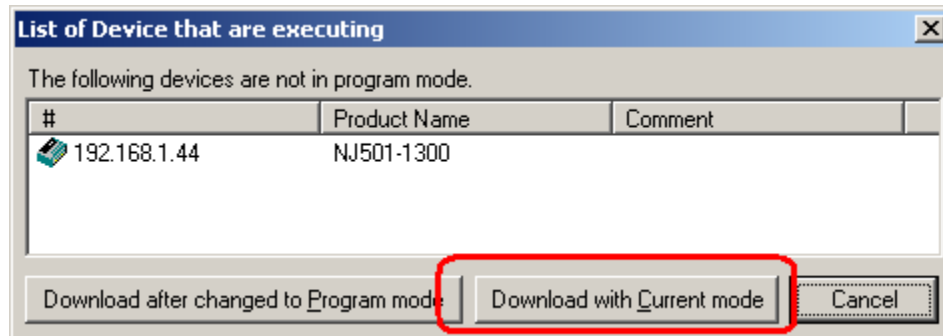 List of Device that are executing
The following devices are not in program mode.
# Product Name Comment
192.168.1.44 NJ501-1300
Download after changed to Program mode Download with Current mode Cancel